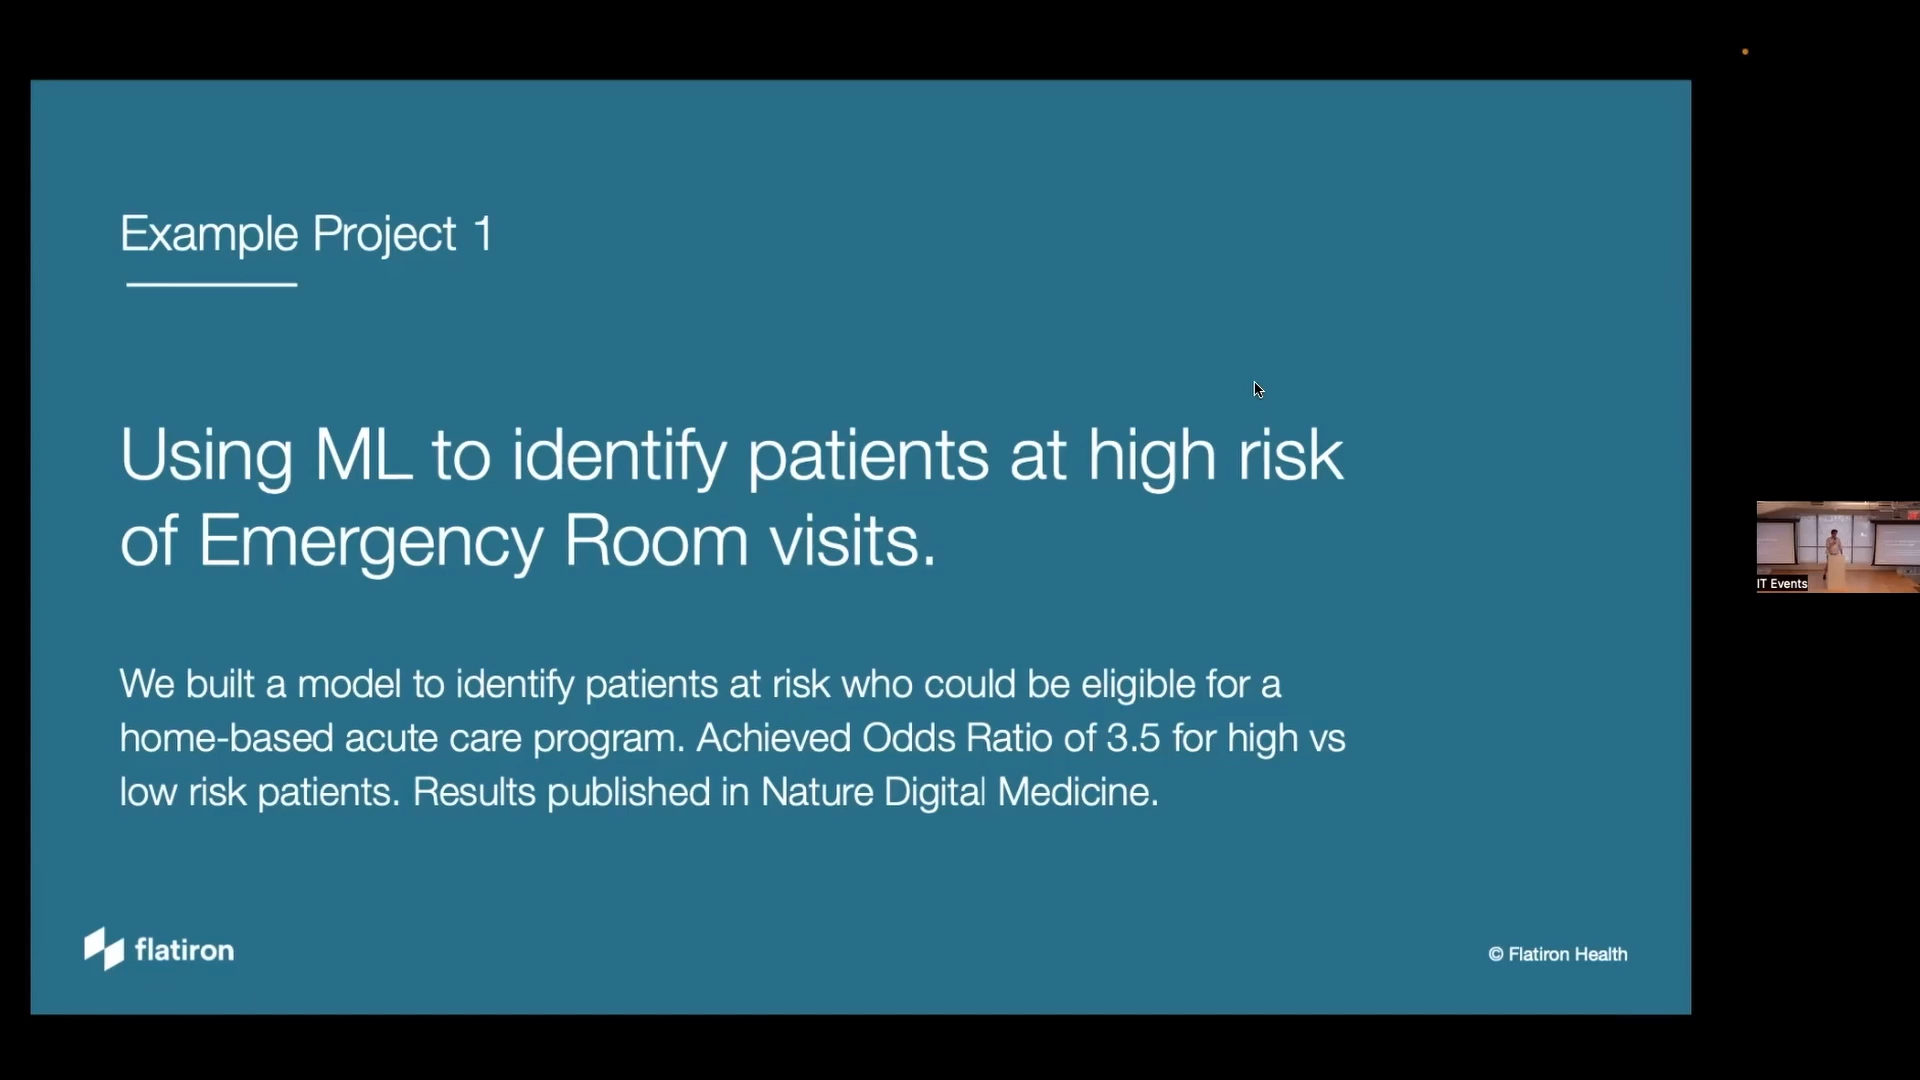 Example Project 1
Using ML to identify patients at high risk
of Emergency Room visits.
We built a model to identify patients at risk who could be eligible for a
home-based acute care program. Achieved Odds Ratio of 3.5 for high vs
low risk patients. Results published in Nature Digital Medicine.
flatiron
© Flatiron Health
IT Events